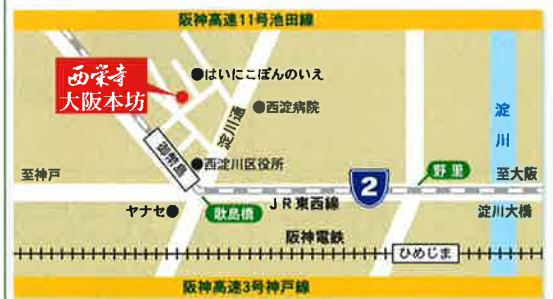 阪神高速11号池田線
西栄寺
大阪本坊
●はいにこぽんのいえ
淀川通
●西淀病院
淀川
御幣島
●西淀川区役所
至神戸
野里
至大阪
2
ヤナセ●
歌島橋
JR東西線
淀川大橋
阪神電鉄
ひめじま
阪神高速3号神戸線